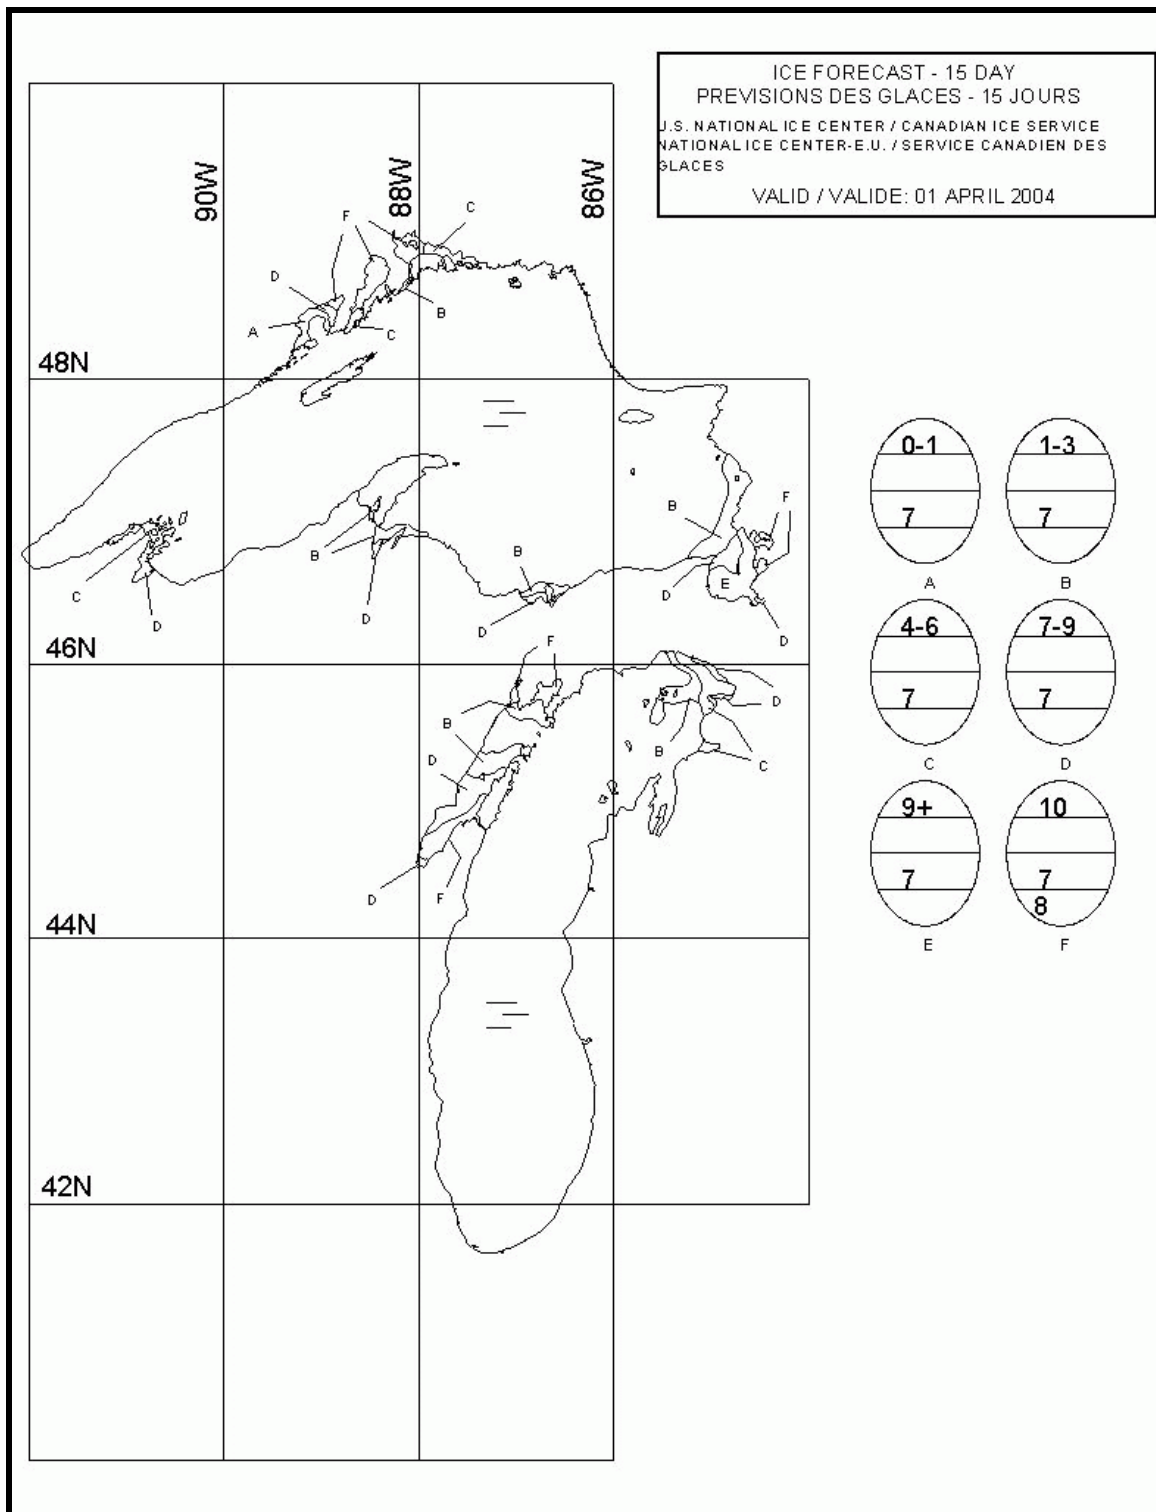 ICE FORECAST - 15 DAY
PREVISIONS DES GLACES - 15 JOURS
U.S. NATIONAL ICE CENTER / CANADIAN ICE SERVICE
NATIONAL ICE CENTER-E.U. / SERVICE CANADIEN DES
GLACES
VALID / VALIDE: 01 APRIL 2004
90W
88W
86W
F
C
D
A
B
C
48N
0-1
7
A
1-3
7
B
B
F
B
B
C
D
D
D
D
E
D
4-6
7
C
7-9
7
D
46N
F
B
D
D
B
C
D
F
9+
7
E
10
7
8
F
44N
42N